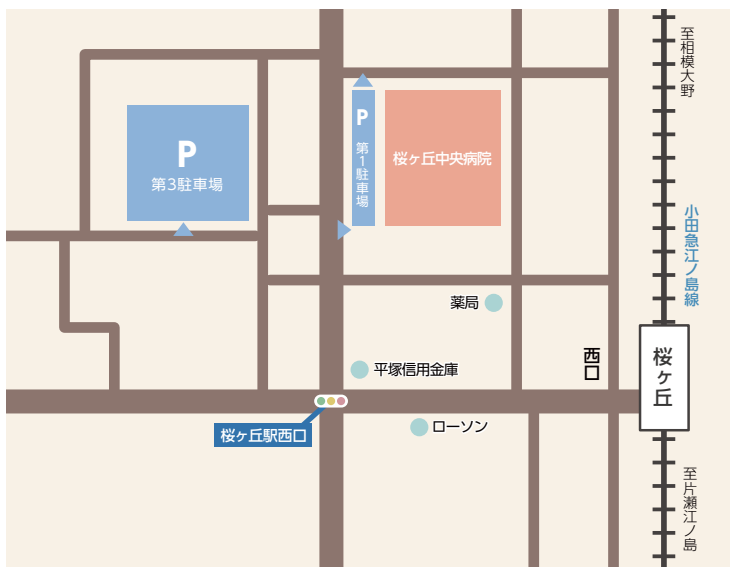 至相模大野
P
第1駐車場
P
第3駐車場
桜ヶ丘中央病院
小田急江ノ島線
薬局
西口
桜ヶ丘
平塚信用金庫
ローソン
桜ヶ丘駅西口
至片瀬江ノ島